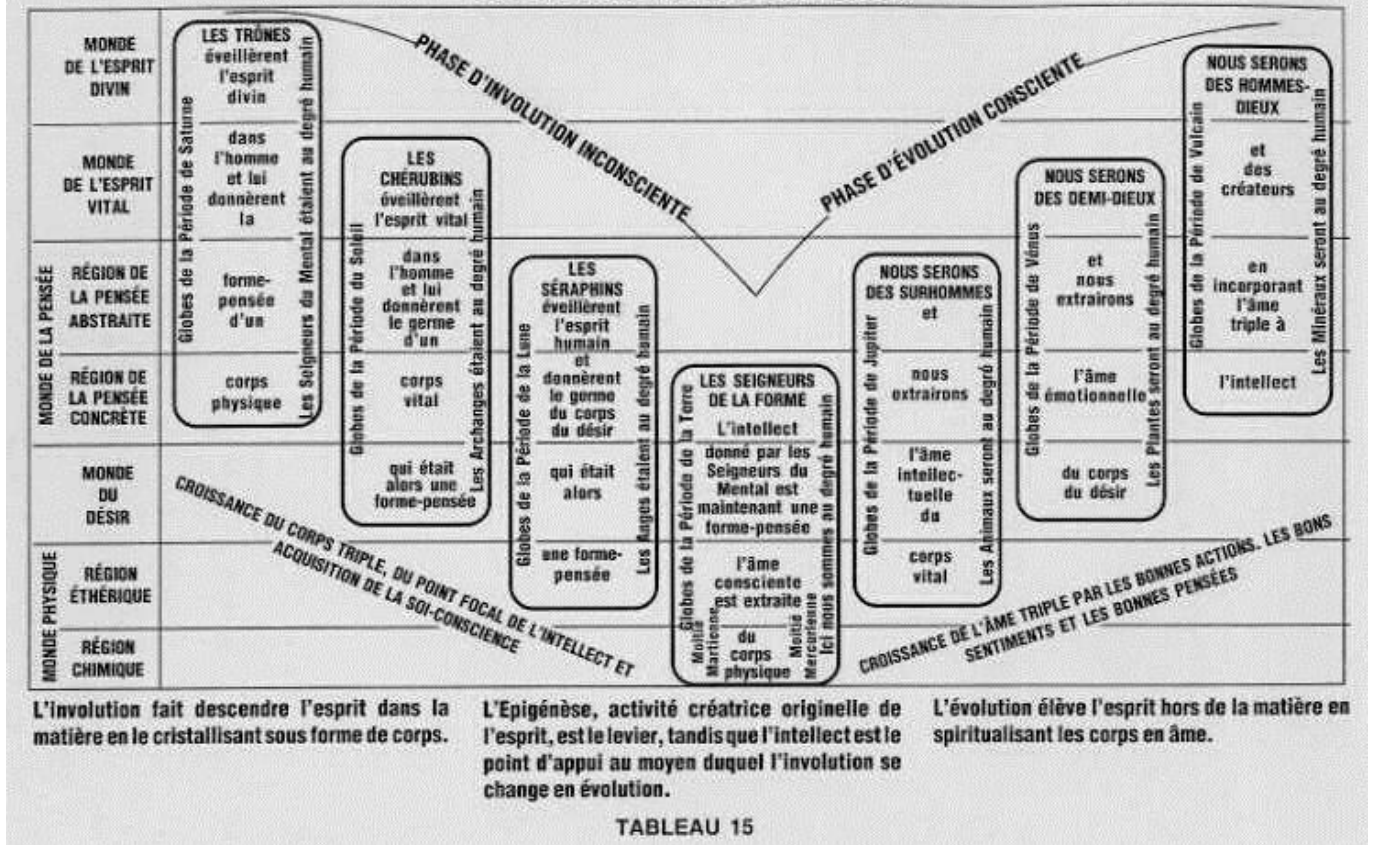 MONDE
DE L'ESPRIT
DIVIN
MONDE
DE L'ESPRIT
VITAL
MONDE DE LA PENSÉE
RÉGION DE
LA PENSÉE
ABSTRAITE
RÉGION DE
LA PENSÉE
CONCRÈTE
MONDE
DU
DÉSIR
MONDE PHYSIQUE
RÉGION
ÉTHÉRIQUE
RÉGION
CHIMIQUE
Globes de la Période de Saturne
LES TRÔNES
éveillèrent
l'esprit
divin
dans
l'homme
et lui
donnèrent
la
forme-
pensée
d'un
corps
physique
Les Seigneurs du Mental étaient au degré humain
Globes de la Période du Soleil
LES
CHÉRUBINS
éveillèrent
l'esprit vital
dans
l'homme
et lui
donnèrent
le germe
d'un
corps
vital
qui était
alors une
forme-pensée
Les Archanges étaient au degré humain
Globes de la Période de la Lune
LES
SÉRAPHINS
éveillèrent
l'esprit
humain
et
donnèrent
le germe
du corps
du désir
qui était
alors
une forme-
pensée
Les Anges étaient au degré humain
PHASE D'INVOLUTION INCONSCIENTE
PHASE D'ÉVOLUTION CONSCIENTE
Globes de la Période de la Terre
LES SEIGNEURS
DE LA FORME
L'intellect
donné par les
Seigneurs du
Mental est
maintenant une
forme-pensée
l'âme
consciente
est extraite
du
corps
physique
Moitié
Martienne
Moitié
Mercurienne
Ici nous sommes au degré humain
Globes de la Période de Jupiter
NOUS SERONS
DES SURHOMMES
et
nous
extrairons
l'âme
intellec-
tuelle
du
corps
vital
Les Animaux seront au degré humain
Globes de la Période de Vénus
NOUS SERONS
DES DEMI-DIEUX
et
nous
extrairons
l'âme
émotionnelle
du corps
du désir
Les Plantes seront au degré humain
Globes de la Période de Vulcain
NOUS SERONS
DES HOMMES-
DIEUX
et
des
créateurs
en
incorporant
l'âme
triple à
l'intellect
Les Minéraux seront au degré humain
CROISSANCE DU CORPS TRIPLE, DU POINT FOCAL DE L'INTELLECT ET
ACQUISITION DE LA SOI-CONSCIENCE
CROISSANCE DE L'ÂME TRIPLE PAR LES BONNES ACTIONS, LES BONS
SENTIMENTS ET LES BONNES PENSÉES
L'involution fait descendre l'esprit dans la
matière en le cristallisant sous forme de corps.
L'Epigénèse, activité créatrice originelle de
l'esprit, est le levier, tandis que l'intellect est le
point d'appui au moyen duquel l'involution se
change en évolution.
L'évolution élève l'esprit hors de la matière en
spiritualisant les corps en âme.
TABLEAU 15